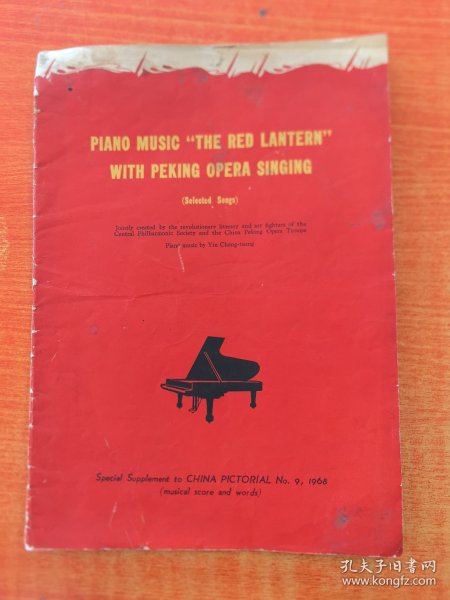 PIANO MUSIC "THE RED LANTERN"
WITH PEKING OPERA SINGING
(Selected Songs)
Jointly created by the revolutionary literary and art fighters of the
Central Philharmonic Society and the China Peking Opera Troupe
Piano music by Yin Cheng-tsung
Special Supplement to CHINA PICTORIAL No. 9, 1968
(musical score and words)
孔夫子旧书网
www.kongfz.com